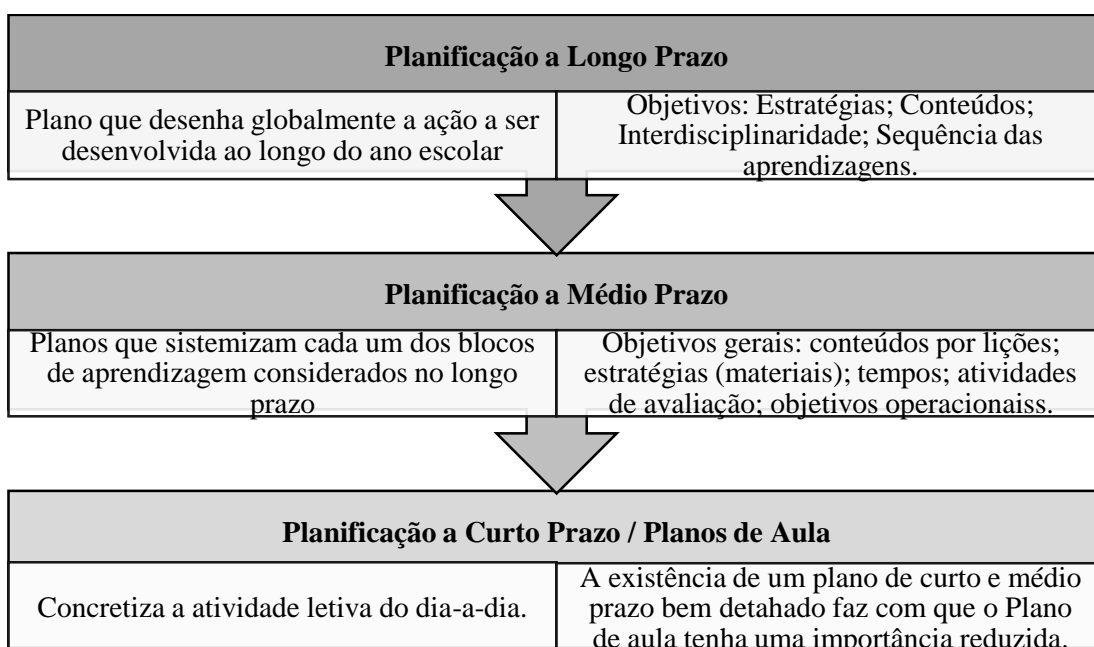 Planificação a Longo Prazo
Plano que desenha globalmente a ação a ser
desenvolvida ao longo do ano escolar
Objetivos: Estratégias; Conteúdos;
Interdisciplinaridade; Sequência das
aprendizagens.
Planificação a Médio Prazo
Planos que sistemizam cada um dos blocos
de aprendizagem considerados no longo
prazo
Objetivos gerais: conteúdos por lições;
estratégias (materiais); tempos; atividades
de avaliação; objetivos operacionaiss.
Planificação a Curto Prazo / Planos de Aula
Concretiza a atividade letiva do dia-a-dia.
A existência de um plano de curto e médio
prazo bem detahado faz com que o Plano
de aula tenha uma importância reduzida.